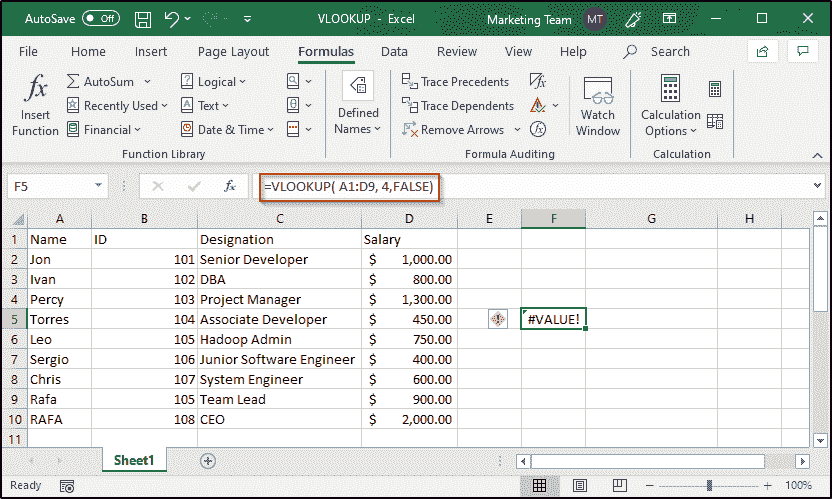 AutoSave Off VLOOKUP - Excel Marketing Team MT
File Home Insert Page Layout Formulas Data Review View Help Search
fx Insert Function
AutoSum
Recently Used
Financial
Logical
Text
Date & Time
Function Library
Defined Names
Trace Precedents
Trace Dependents
Remove Arrows
Formula Auditing
Watch Window
Calculation Options
Calculation
F5 fx =VLOOKUP( A1:D9, 4,FALSE)
A B C D E F G H
1 Name ID Designation Salary
2 Jon 101 Senior Developer $ 1,000.00
3 Ivan 102 DBA $ 800.00
4 Percy 103 Project Manager $ 1,300.00
5 Torres 104 Associate Developer $ 450.00 #VALUE!
6 Leo 105 Hadoop Admin $ 750.00
7 Sergio 106 Junior Software Engineer $ 400.00
8 Chris 107 System Engineer $ 600.00
9 Rafa 105 Team Lead $ 900.00
10 RAFA 108 CEO $ 2,000.00
11
Sheet1
Ready 100%